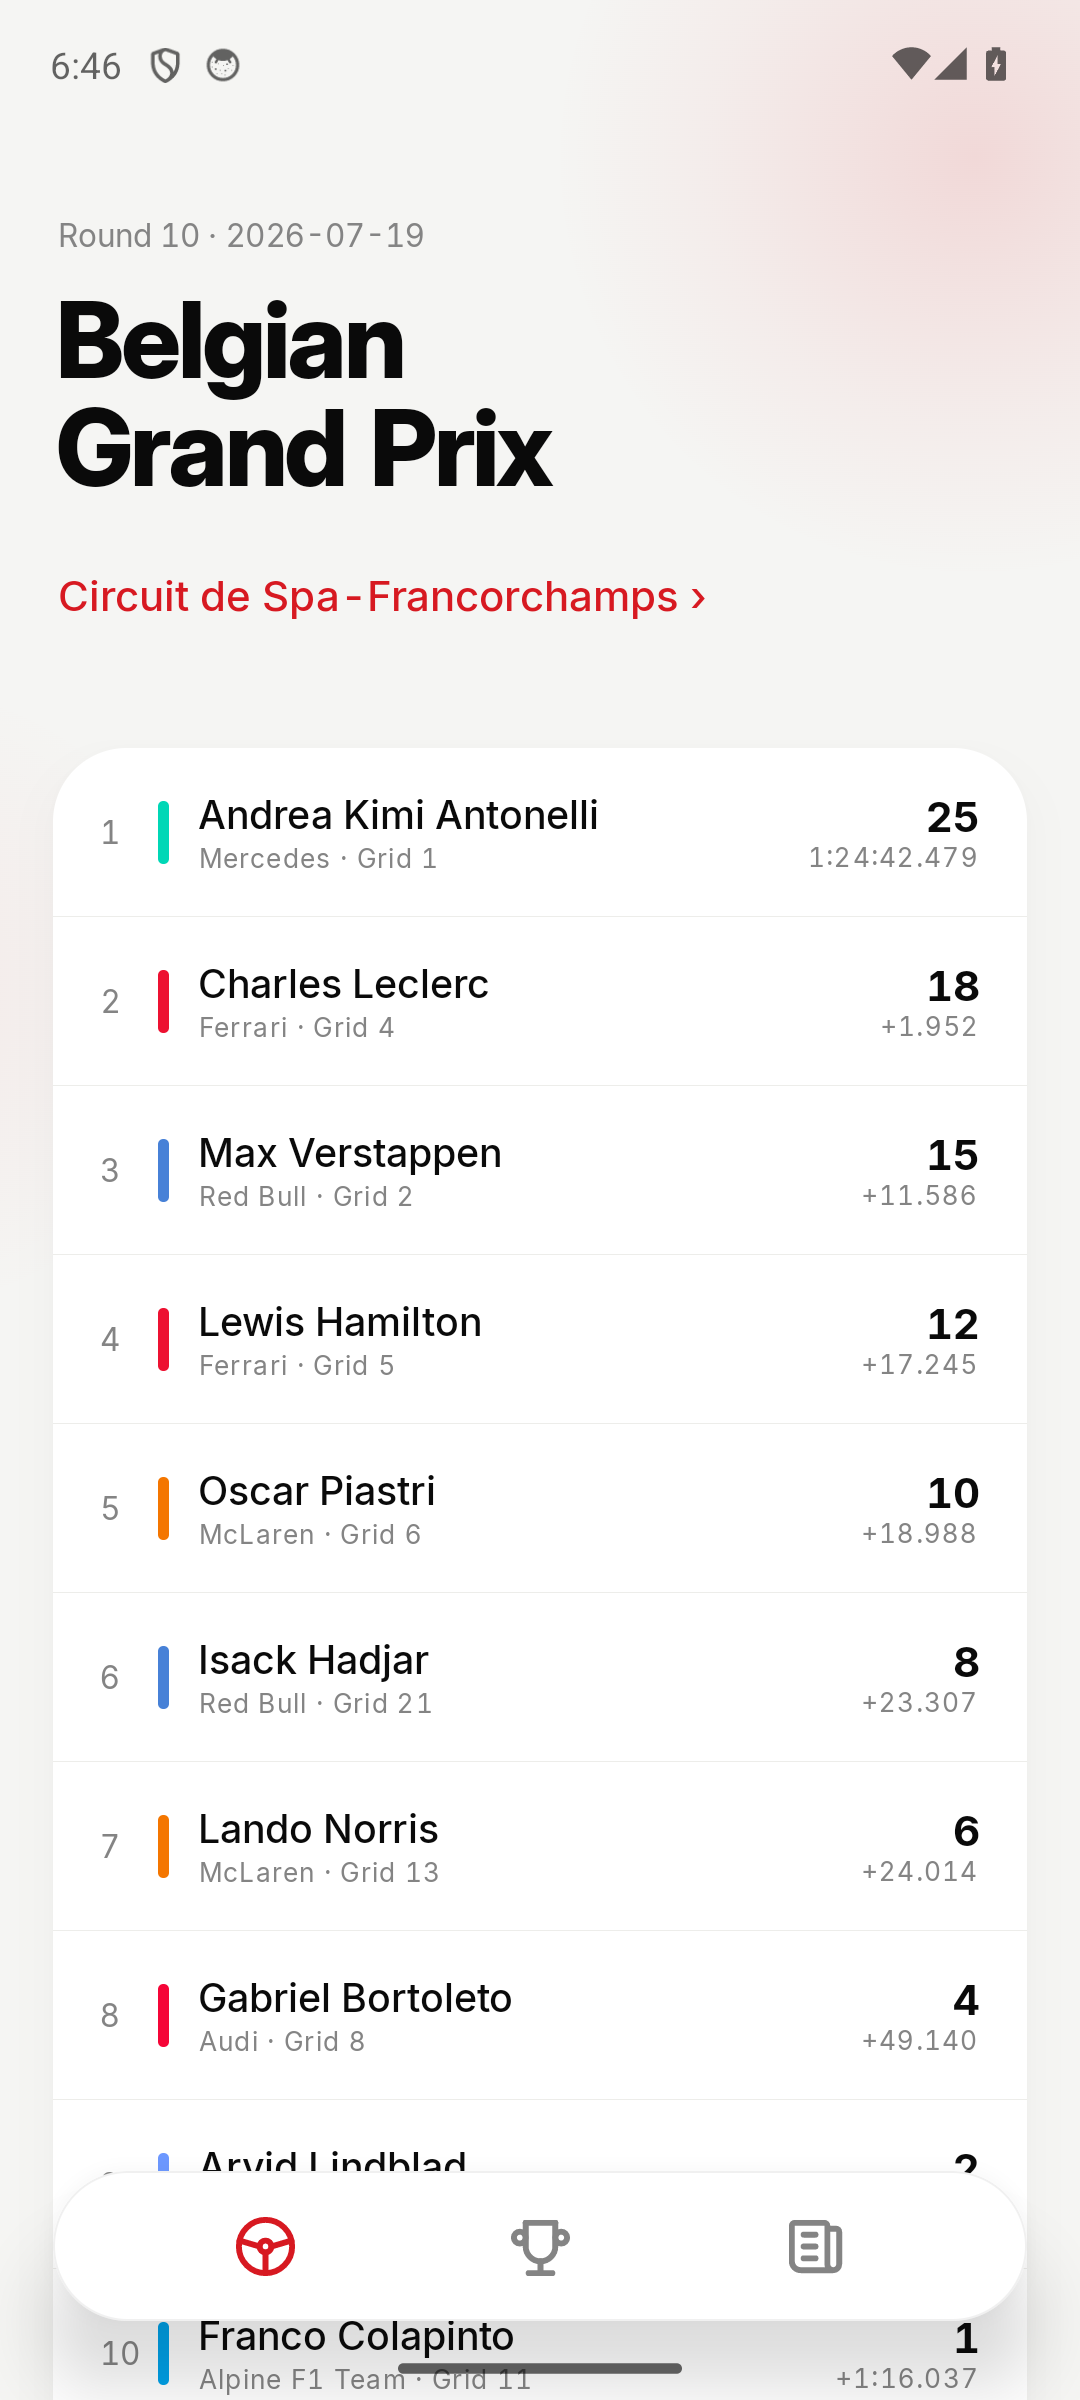 6:46
Round 10 · 2026-07-19
Belgian
Grand Prix
Circuit de Spa-Francorchamps ›
1
Andrea Kimi Antonelli
25
Mercedes · Grid 1
1:24:42.479
2
Charles Leclerc
18
Ferrari · Grid 4
+1.952
3
Max Verstappen
15
Red Bull · Grid 2
+11.586
4
Lewis Hamilton
12
Ferrari · Grid 5
+17.245
5
Oscar Piastri
10
McLaren · Grid 6
+18.988
6
Isack Hadjar
8
Red Bull · Grid 21
+23.307
7
Lando Norris
6
McLaren · Grid 13
+24.014
8
Gabriel Bortoleto
4
Audi · Grid 8
+49.140
Arvid Lindblad
2
10
Franco Colapinto
1
Alpine F1 Team · Grid 11
+1:16.037